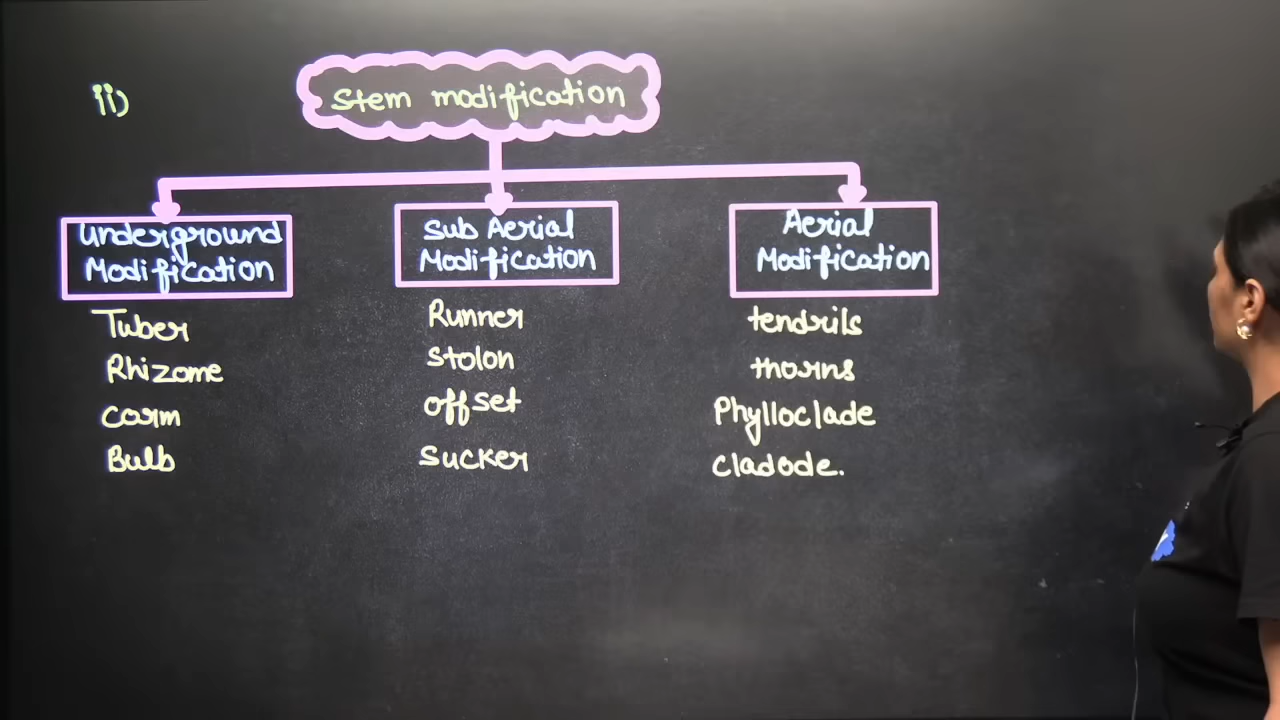 ii)
Stem modification
Underground
Modification
Tuber
Rhizome
Corm
Bulb
Sub Aerial
Modification
Runner
Stolon
offset
Sucker
Aerial
Modification
tendrils
thorns
Phylloclade
Cladode.